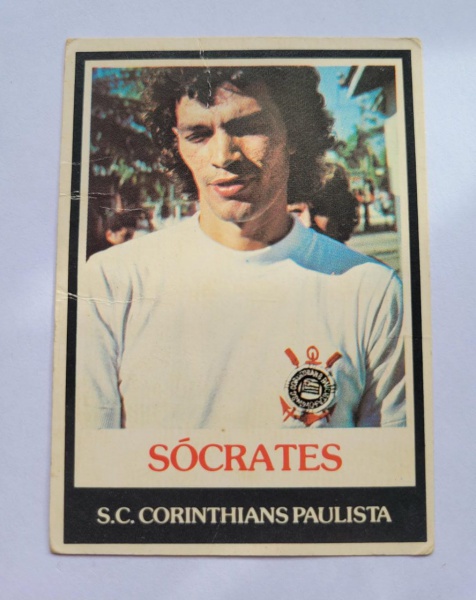 SÓCRATES
S.C. CORINTHIANS PAULISTA